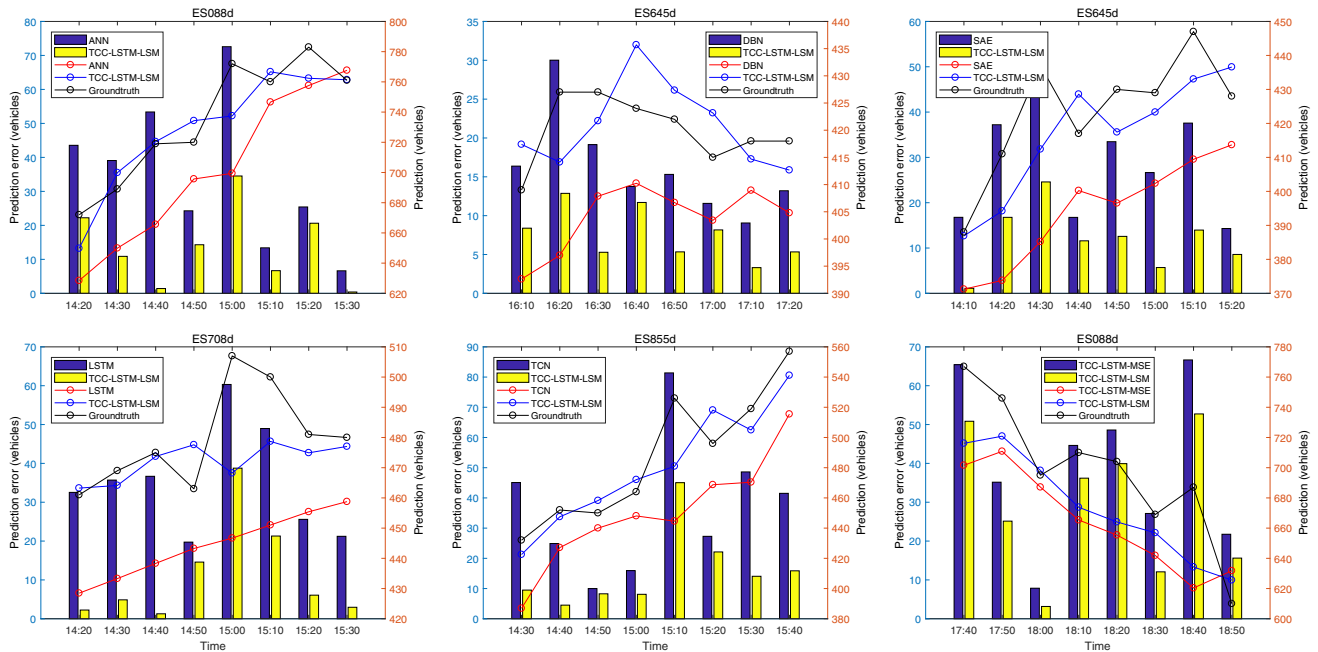 ES088d
80
70
60
50
40
30
20
10
0
Prediction error (vehicles)
ANN
TCC-LSTM-LSM
ANN
TCC-LSTM-LSM
Groundtruth
800
780
760
740
720
700
680
660
640
620
Prediction (vehicles)
14:20 14:30 14:40 14:50 15:00 15:10 15:20 15:30
ES645d
35
30
25
20
15
10
5
0
Prediction error (vehicles)
DBN
TCC-LSTM-LSM
DBN
TCC-LSTM-LSM
Groundtruth
440
435
430
425
420
415
410
405
400
395
390
Prediction (vehicles)
16:10 16:20 16:30 16:40 16:50 17:00 17:10 17:20
ES645d
60
50
40
30
20
10
0
Prediction error (vehicles)
SAE
TCC-LSTM-LSM
SAE
TCC-LSTM-LSM
Groundtruth
450
440
430
420
410
400
390
380
370
Prediction (vehicles)
14:10 14:20 14:30 14:40 14:50 15:00 15:10 15:20
ES708d
70
60
50
40
30
20
10
0
Prediction error (vehicles)
LSTM
TCC-LSTM-LSM
LSTM
TCC-LSTM-LSM
Groundtruth
510
500
490
480
470
460
450
440
430
420
Prediction (vehicles)
14:20 14:30 14:40 14:50 15:00 15:10 15:20 15:30
Time
ES855d
90
80
70
60
50
40
30
20
10
0
Prediction error (vehicles)
TCN
TCC-LSTM-LSM
TCN
TCC-LSTM-LSM
Groundtruth
560
540
520
500
480
460
440
420
400
380
Prediction (vehicles)
14:30 14:40 14:50 15:00 15:10 15:20 15:30 15:40
Time
ES088d
70
60
50
40
30
20
10
0
Prediction error (vehicles)
TCC-LSTM-MSE
TCC-LSTM-LSM
TCC-LSTM-MSE
TCC-LSTM-LSM
Groundtruth
780
760
740
720
700
680
660
640
620
600
Prediction (vehicles)
17:40 17:50 18:00 18:10 18:20 18:30 18:40 18:50
Time